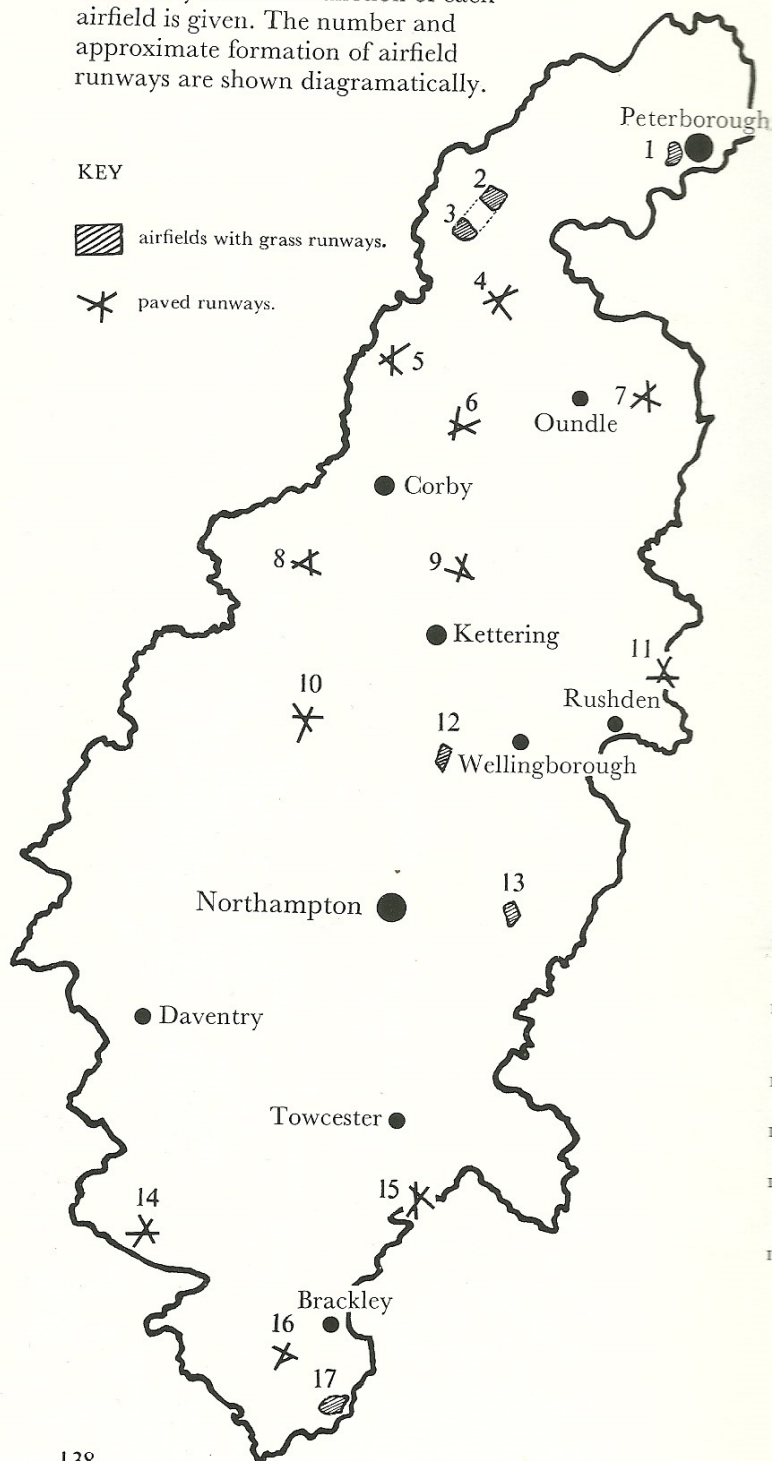 airfield is given. The number and
approximate formation of airfield
runways are shown diagramatically.
KEY
airfields with grass runways.
paved runways.
Peterborough
1
2
3
4
5
6
7
Oundle
Corby
8
9
Kettering
11
10
Rushden
12
Wellingborough
13
Northampton
Daventry
Towcester
14
15
Brackley
16
17
138